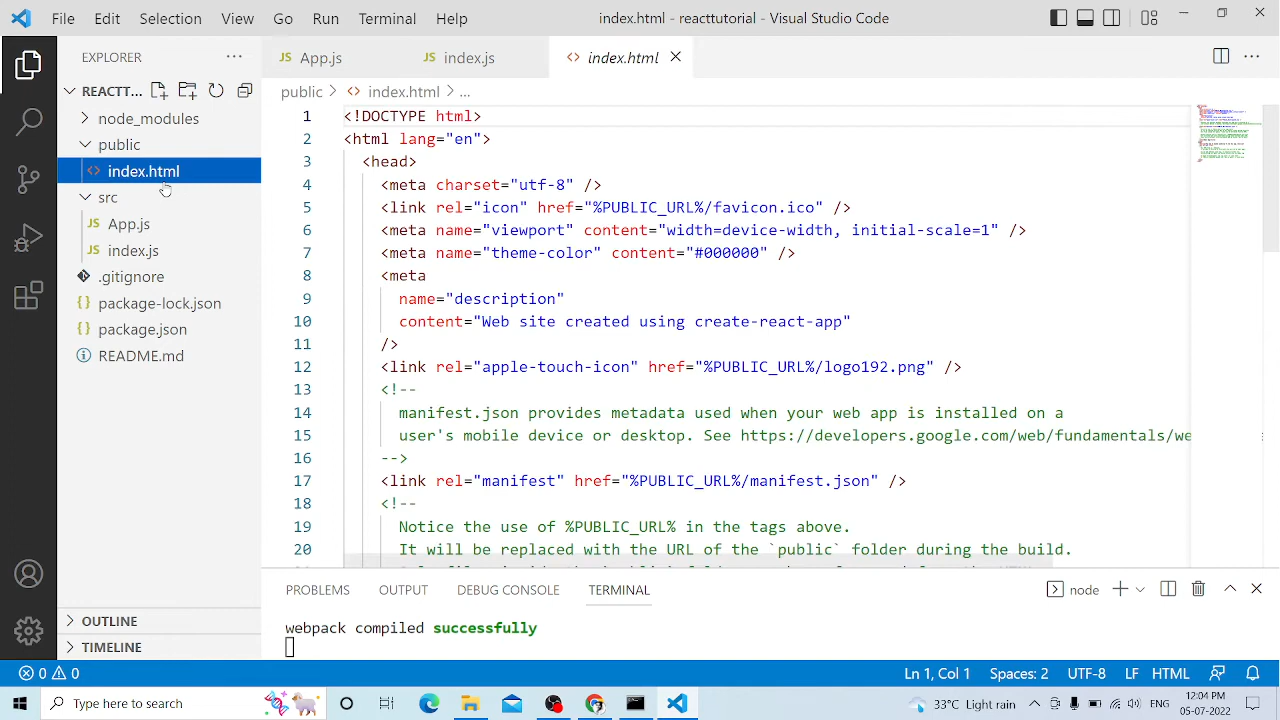 File Edit Selection View Go Run Terminal Help index.html - reacttutorial - Visual Studio Code
EXPLORER
REACTT...
node_modules
public
index.html
src
JS App.js
JS index.js
.gitignore
{} package-lock.json
{} package.json
README.md
OUTLINE
TIMELINE
JS App.js JS index.js <> index.html
public > <> index.html > ...
1 <!DOCTYPE html>
2 <html lang="en">
3 <head>
4 <meta charset="utf-8" />
5 <link rel="icon" href="%PUBLIC_URL%/favicon.ico" />
6 <meta name="viewport" content="width=device-width, initial-scale=1" />
7 <meta name="theme-color" content="#000000" />
8 <meta
9 name="description"
10 content="Web site created using create-react-app"
11 />
12 <link rel="apple-touch-icon" href="%PUBLIC_URL%/logo192.png" />
13 <!--
14 manifest.json provides metadata used when your web app is installed on a
15 user's mobile device or desktop. See https://developers.google.com/web/fundamentals/we
16 -->
17 <link rel="manifest" href="%PUBLIC_URL%/manifest.json" />
18 <!--
19 Notice the use of %PUBLIC_URL% in the tags above.
20 It will be replaced with the URL of the `public` folder during the build.
PROBLEMS OUTPUT DEBUG CONSOLE TERMINAL node
webpack compiled successfully
0 0 Ln 1, Col 1 Spaces: 2 UTF-8 LF HTML
Type here to search 33°C Light rain ENG 12:04 PM
05-07-2022